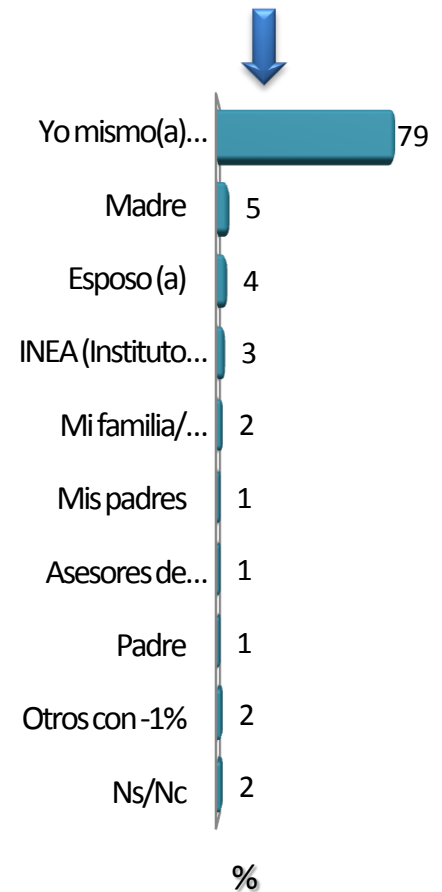 Yo mismo(a)... 79
Madre 5
Esposo (a) 4
INEA (Instituto... 3
Mi familia/... 2
Mis padres 1
Asesores de... 1
Padre 1
Otros con -1% 2
Ns/Nc 2
%